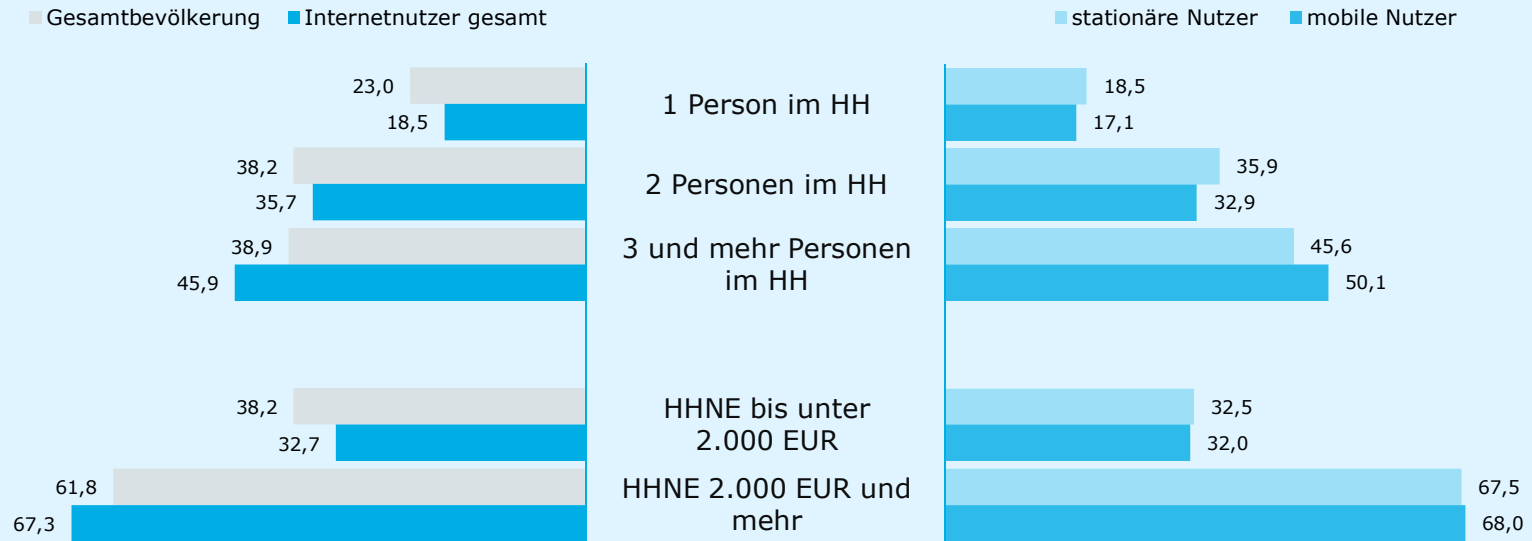 Gesamtbevölkerung Internetnutzer gesamt stationäre Nutzer mobile Nutzer
23,0 1 Person im HH 18,5
18,5 17,1
38,2 2 Personen im HH 35,9
35,7 32,9
38,9 3 und mehr Personen 45,6
45,9 im HH 50,1
38,2 HHNE bis unter 32,5
32,7 2.000 EUR 32,0
61,8 HHNE 2.000 EUR und 67,5
67,3 mehr 68,0